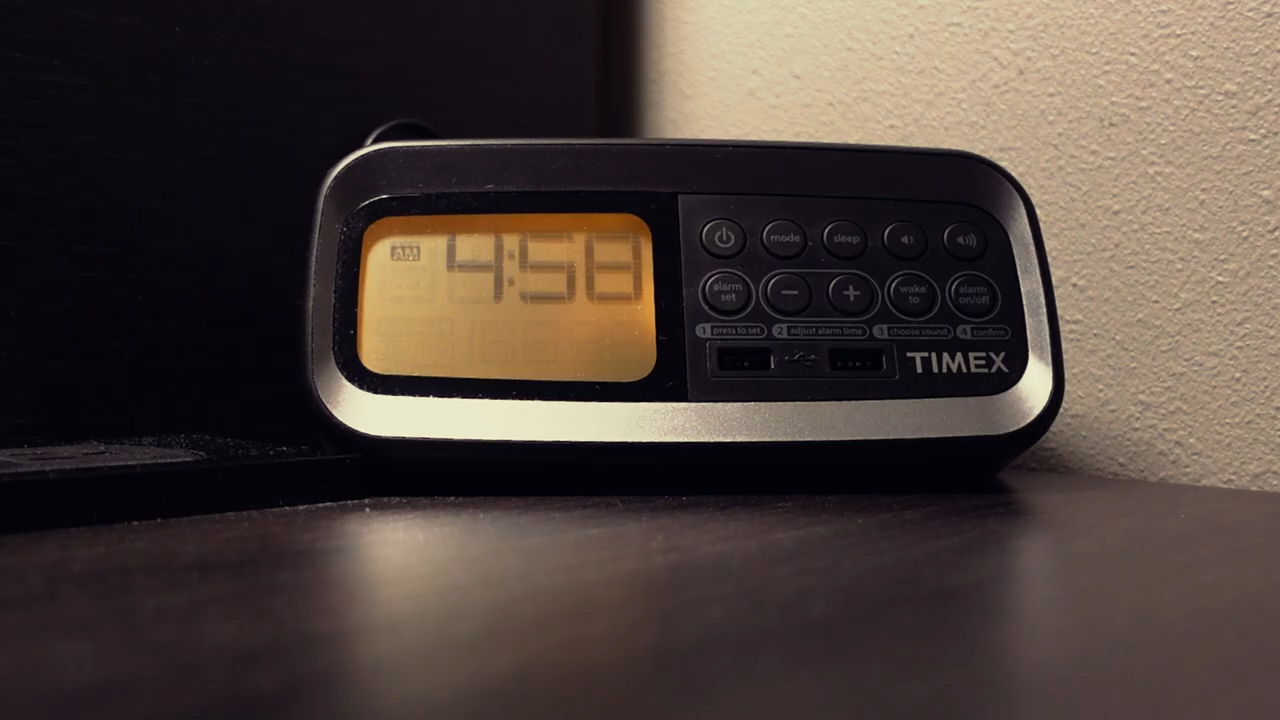 AM 4:58
mode sleep
alarm set
wake to
alarm on/off
1 press to set 2 adjust alarm time 3 choose sound 4 confirm
TIMEX